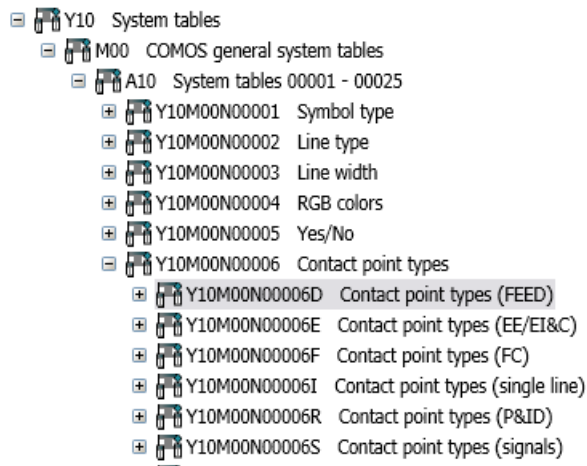 Y10 System tables
M00 COMOS general system tables
A10 System tables 00001 - 00025
Y10M00N00001 Symbol type
Y10M00N00002 Line type
Y10M00N00003 Line width
Y10M00N00004 RGB colors
Y10M00N00005 Yes/No
Y10M00N00006 Contact point types
Y10M00N00006D Contact point types (FEED)
Y10M00N00006E Contact point types (EE/EI&C)
Y10M00N00006F Contact point types (FC)
Y10M00N00006I Contact point types (single line)
Y10M00N00006R Contact point types (P&ID)
Y10M00N00006S Contact point types (signals)